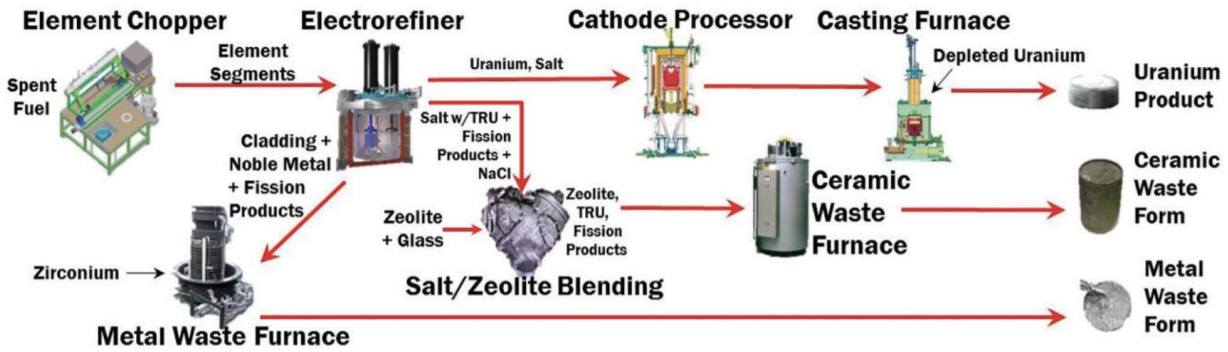 Element Chopper
Electrorefiner
Cathode Processor
Casting Furnace
Spent
Fuel
Element
Segments
Uranium, Salt
Depleted Uranium
Uranium
Product
Cladding +
Noble Metal
+ Fission
Products
Salt w/TRU +
Fission
Products +
NaCl
Zeolite
+ Glass
Zeolite,
TRU,
Fission
Products
Ceramic
Waste
Furnace
Ceramic
Waste
Form
Zirconium
Salt/Zeolite Blending
Metal Waste Furnace
Metal
Waste
Form